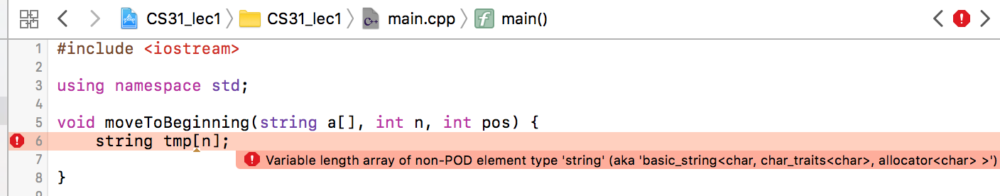 CS31_lec1 CS31_lec1 C++ main.cpp f main()
1 #include <iostream>
2
3 using namespace std;
4
5 void moveToBeginning(string a[], int n, int pos) {
6 string tmp[n];
7 Variable length array of non-POD element type 'string' (aka 'basic_string<char, char_traits<char>, allocator<char> >')
8 }
9